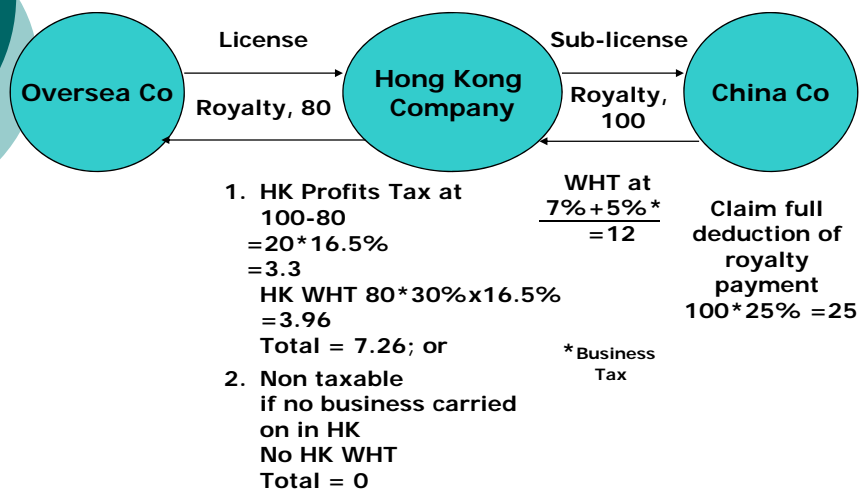 License
Sub-license
Oversea Co
Hong Kong
Company
China Co
Royalty, 80
Royalty,
100
1. HK Profits Tax at
100-80
=20*16.5%
=3.3
HK WHT 80*30%x16.5%
=3.96
Total = 7.26; or
2. Non taxable
if no business carried
on in HK
No HK WHT
Total = 0
WHT at
7%+5%*
=12
*Business
Tax
Claim full
deduction of
royalty
payment
100*25% =25